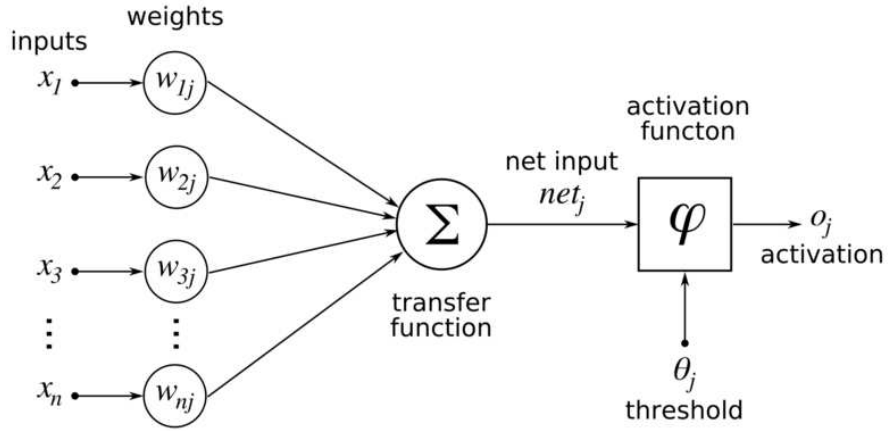 weights
inputs
x1
w1j
activation
functon
x2
w2j
net input
netj
Σ
φ
oj
activation
x3
w3j
transfer
function
⋮
⋮
θj
threshold
xn
wnj